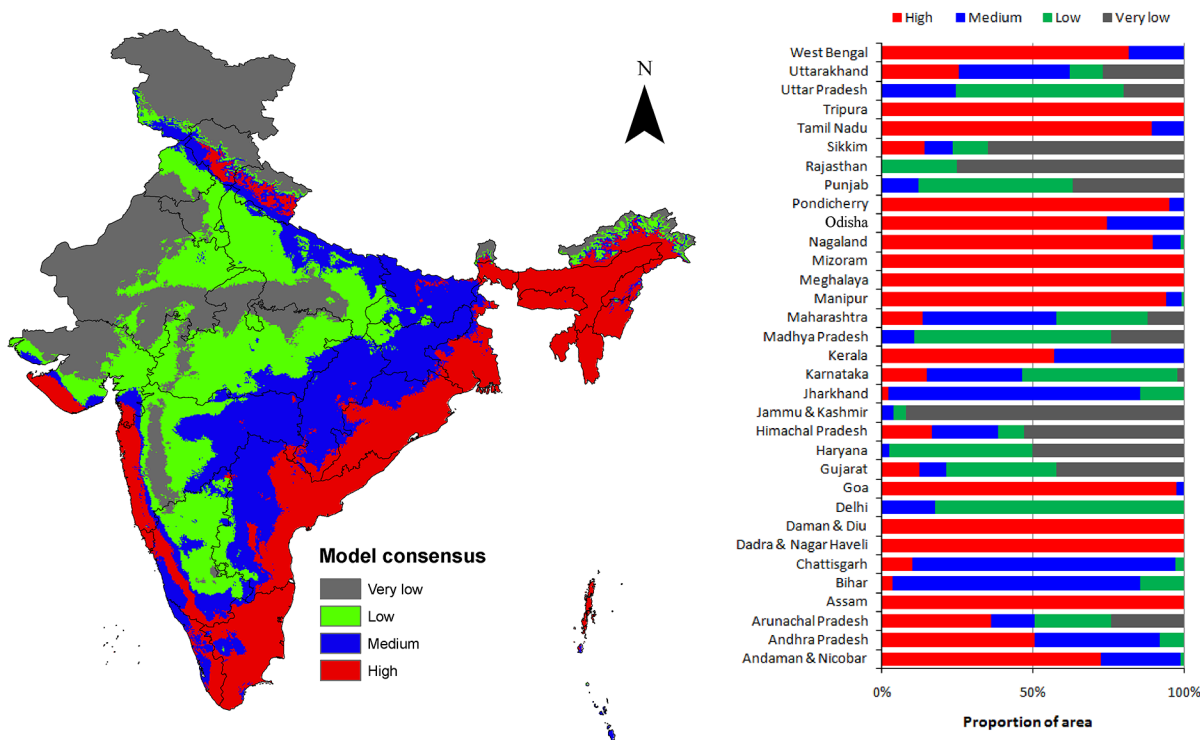 N
Model consensus
Very low
Low
Medium
High
High Medium Low Very low
West Bengal
Uttarakhand
Uttar Pradesh
Tripura
Tamil Nadu
Sikkim
Rajasthan
Punjab
Pondicherry
Odisha
Nagaland
Mizoram
Meghalaya
Manipur
Maharashtra
Madhya Pradesh
Kerala
Karnataka
Jharkhand
Jammu & Kashmir
Himachal Pradesh
Haryana
Gujarat
Goa
Delhi
Daman & Diu
Dadra & Nagar Haveli
Chattisgarh
Bihar
Assam
Arunachal Pradesh
Andhra Pradesh
Andaman & Nicobar
0% 50% 100%
Proportion of area